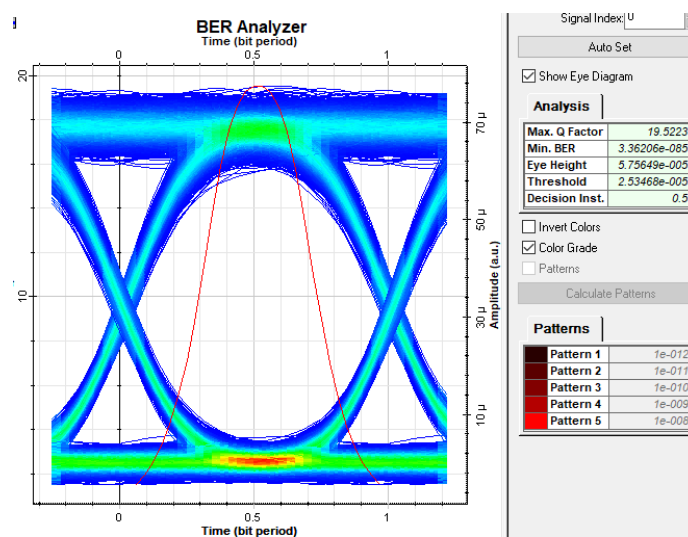 BER Analyzer
Time (bit period)
0 0.5 1
20
10
70 µ
50 µ
30 µ
10 µ
Amplitude (a.u.)
0 0.5 1
Time (bit period)
Signal Index: 0
Auto Set
Show Eye Diagram
Analysis
Max. Q Factor 19.5223
Min. BER 3.36206e-085
Eye Height 5.75649e-005
Threshold 2.53468e-005
Decision Inst. 0.5
Invert Colors
Color Grade
Patterns
Calculate Patterns
Patterns
Pattern 1 1e-012
Pattern 2 1e-011
Pattern 3 1e-010
Pattern 4 1e-009
Pattern 5 1e-008